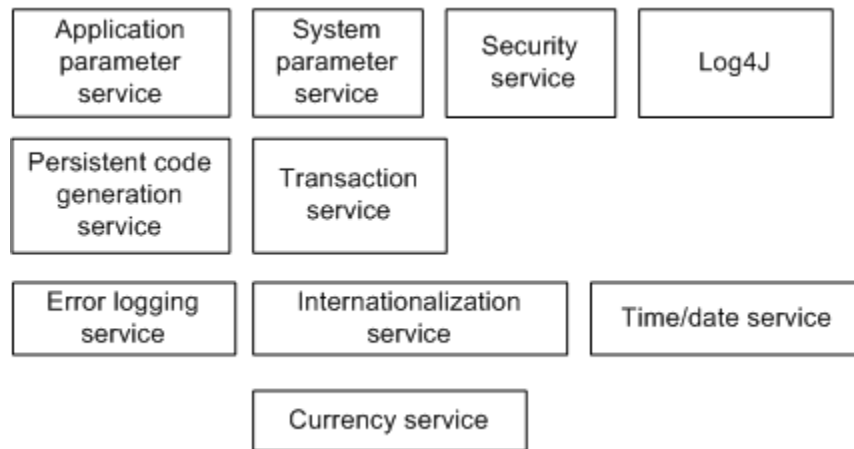 Application
parameter
service
System
parameter
service
Security
service
Log4J
Persistent code
generation
service
Transaction
service
Error logging
service
Internationalization
service
Time/date service
Currency service